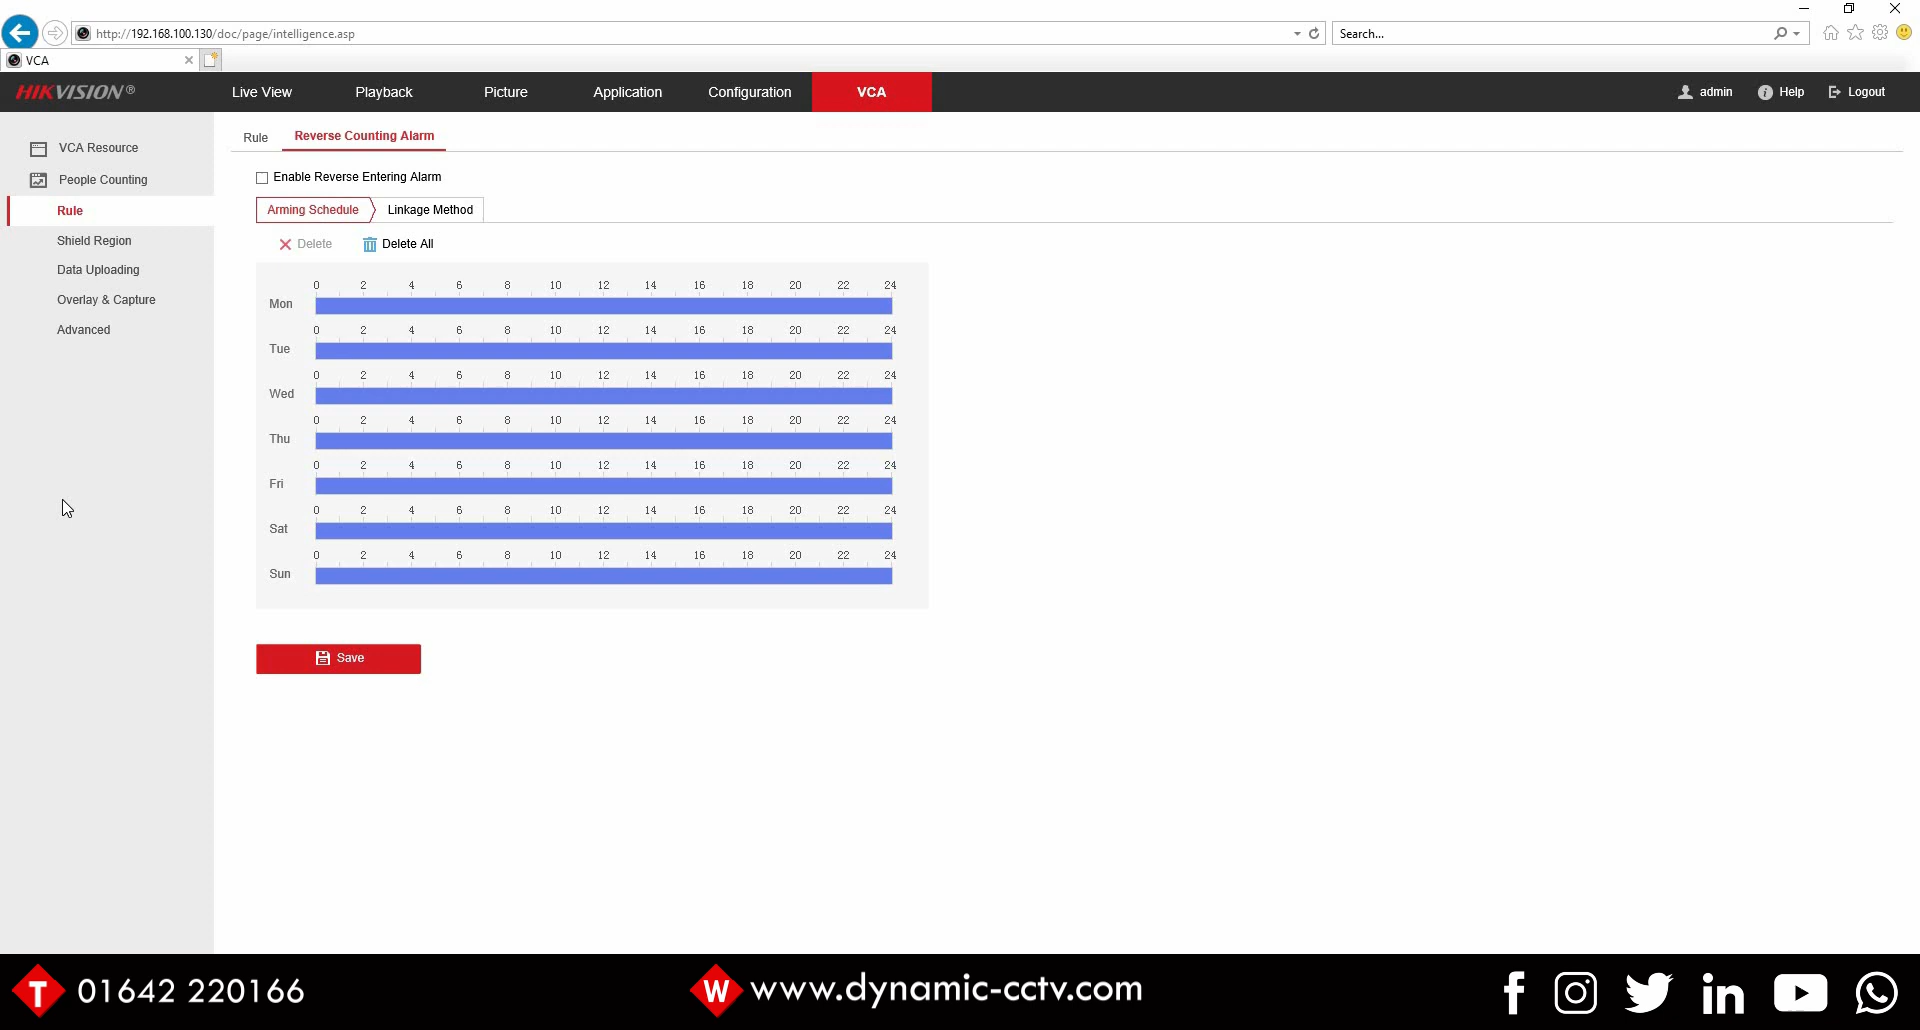 http://192.168.100.130/doc/page/intelligence.asp
Search...
VCA
HIKVISION®
Live View
Playback
Picture
Application
Configuration
VCA
admin
Help
Logout
VCA Resource
People Counting
Rule
Shield Region
Data Uploading
Overlay & Capture
Advanced
Rule
Reverse Counting Alarm
Enable Reverse Entering Alarm
Arming Schedule
Linkage Method
Delete
Delete All
0 2 4 6 8 10 12 14 16 18 20 22 24
Mon
0 2 4 6 8 10 12 14 16 18 20 22 24
Tue
0 2 4 6 8 10 12 14 16 18 20 22 24
Wed
0 2 4 6 8 10 12 14 16 18 20 22 24
Thu
0 2 4 6 8 10 12 14 16 18 20 22 24
Fri
0 2 4 6 8 10 12 14 16 18 20 22 24
Sat
0 2 4 6 8 10 12 14 16 18 20 22 24
Sun
Save
T 01642 220166
W www.dynamic-cctv.com